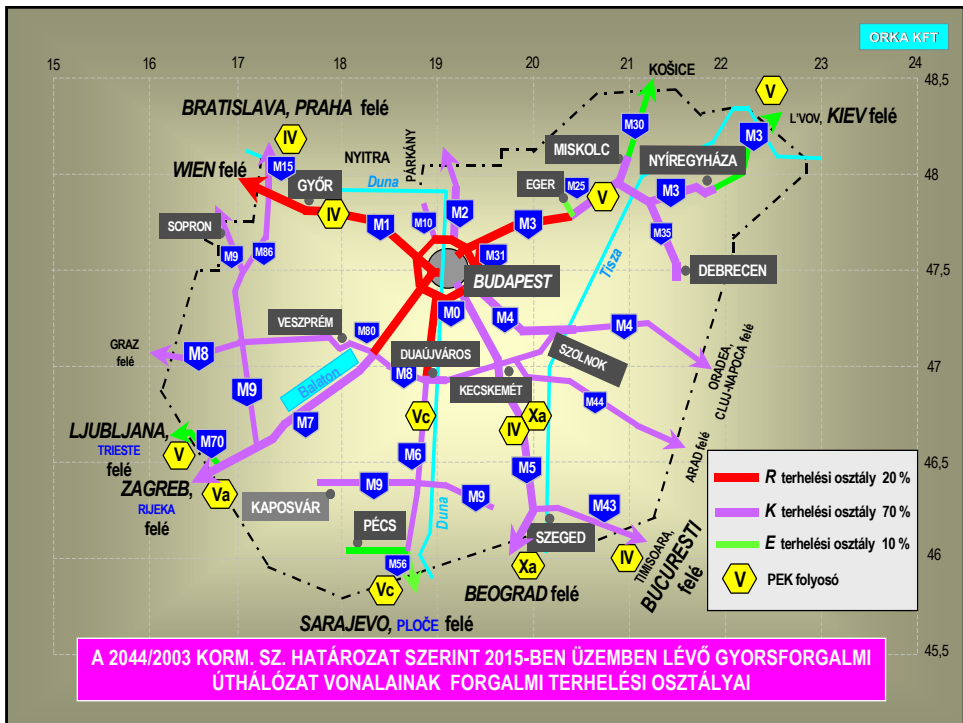 ORKA KFT
15
16
17
18
19
20
21
22
23
24
48,5
48
47,5
47
46,5
46
45,5
BRATISLAVA, PRAHA felé
IV
M15
WIEN felé
GYŐR
IV
NYITRA
PÁRKÁNY
Duna
KOŠICE
V
L'VOV, KIEV felé
M30
M3
MISKOLC
NYÍREGYHÁZA
EGER
M25
V
M3
M35
DEBRECEN
SOPRON
M9
M86
M1
M10
M2
M3
M31
Tisza
BUDAPEST
M0
M4
M4
GRAZ
felé
M8
VESZPRÉM
M80
DUAÚJVÁROS
M8
SZOLNOK
KECSKEMÉT
ORADEA,
CLUJ-NAPOCA felé
Balaton
M9
M7
Vc
Xa
IV
M44
ARAD felé
LJUBLJANA,
TRIESTE
felé
V
M70
ZAGREB,
RIJEKA
felé
Va
M6
M5
M9
M9
M43
KAPOSVÁR
Duna
PÉCS
M56
SZEGED
Vc
Xa
IV
TIMISOARA,
BUCURESTI
felé
BEOGRAD felé
SARAJEVO, PLOČE felé
R terhelési osztály 20 %
K terhelési osztály 70 %
E terhelési osztály 10 %
V PEK folyosó
A 2044/2003 KORM. SZ. HATÁROZAT SZERINT 2015-BEN ÜZEMBEN LÉVŐ GYORSFORGALMI
ÚTHÁLÓZAT VONALAINAK FORGALMI TERHELÉSI OSZTÁLYAI